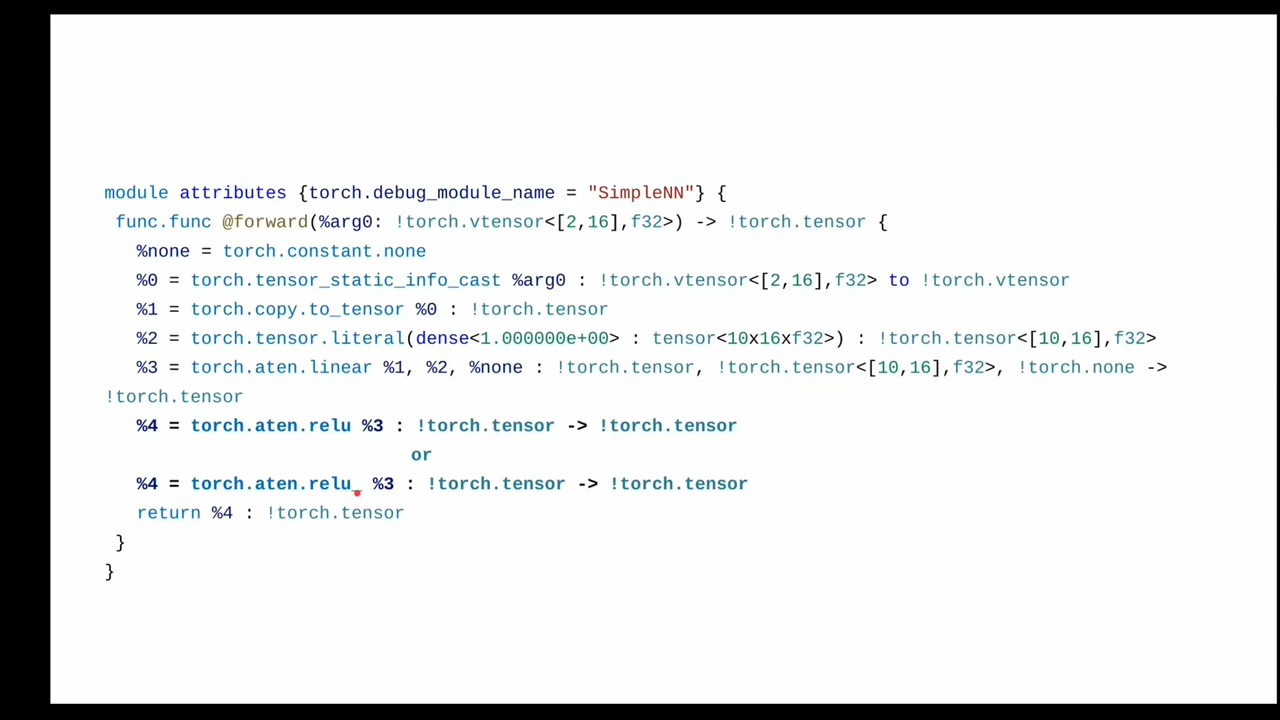 module attributes {torch.debug_module_name = "SimpleNN"} {
func.func @forward(%arg0: !torch.vtensor<[2,16],f32>) -> !torch.tensor {
%none = torch.constant.none
%0 = torch.tensor_static_info_cast %arg0 : !torch.vtensor<[2,16],f32> to !torch.vtensor
%1 = torch.copy.to_tensor %0 : !torch.tensor
%2 = torch.tensor.literal(dense<1.000000e+00> : tensor<10x16xf32>) : !torch.tensor<[10,16],f32>
%3 = torch.aten.linear %1, %2, %none : !torch.tensor, !torch.tensor<[10,16],f32>, !torch.none ->
!torch.tensor
%4 = torch.aten.relu %3 : !torch.tensor -> !torch.tensor
or
%4 = torch.aten.relu_ %3 : !torch.tensor -> !torch.tensor
return %4 : !torch.tensor
}
}